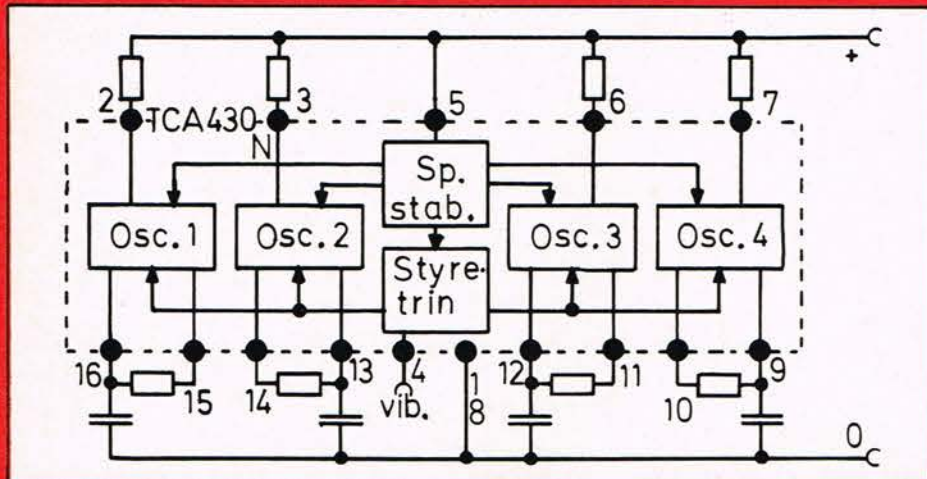 +
2 3 5 6 7
TCA430
N
Sp.
stab.
Osc.1 Osc.2 Osc.3 Osc.4
Styre-
trin
16 15 14 13 4 1 12 11 10 9
8
vib.
0